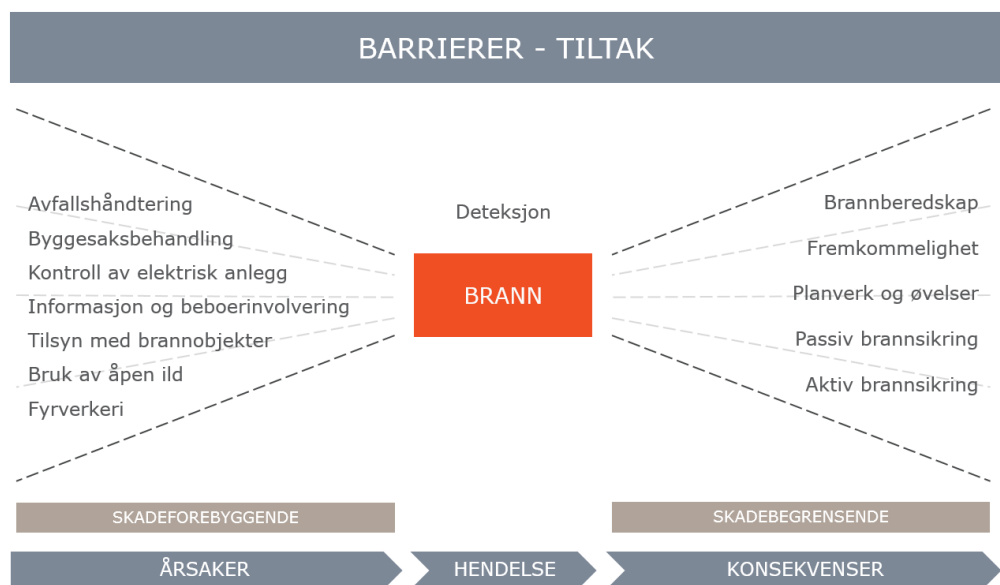 BARRIERER - TILTAK
Avfallshåndtering
Byggesaksbehandling
Kontroll av elektrisk anlegg
Informasjon og beboerinvolvering
Tilsyn med brannobjekter
Bruk av åpen ild
Fyrverkeri
Deteksjon
BRANN
Brannberedskap
Fremkommelighet
Planverk og øvelser
Passiv brannsikring
Aktiv brannsikring
SKADEFOREBYGGENDE
SKADEBEGRENSENDE
ÅRSAKER
HENDELSE
KONSEKVENSER